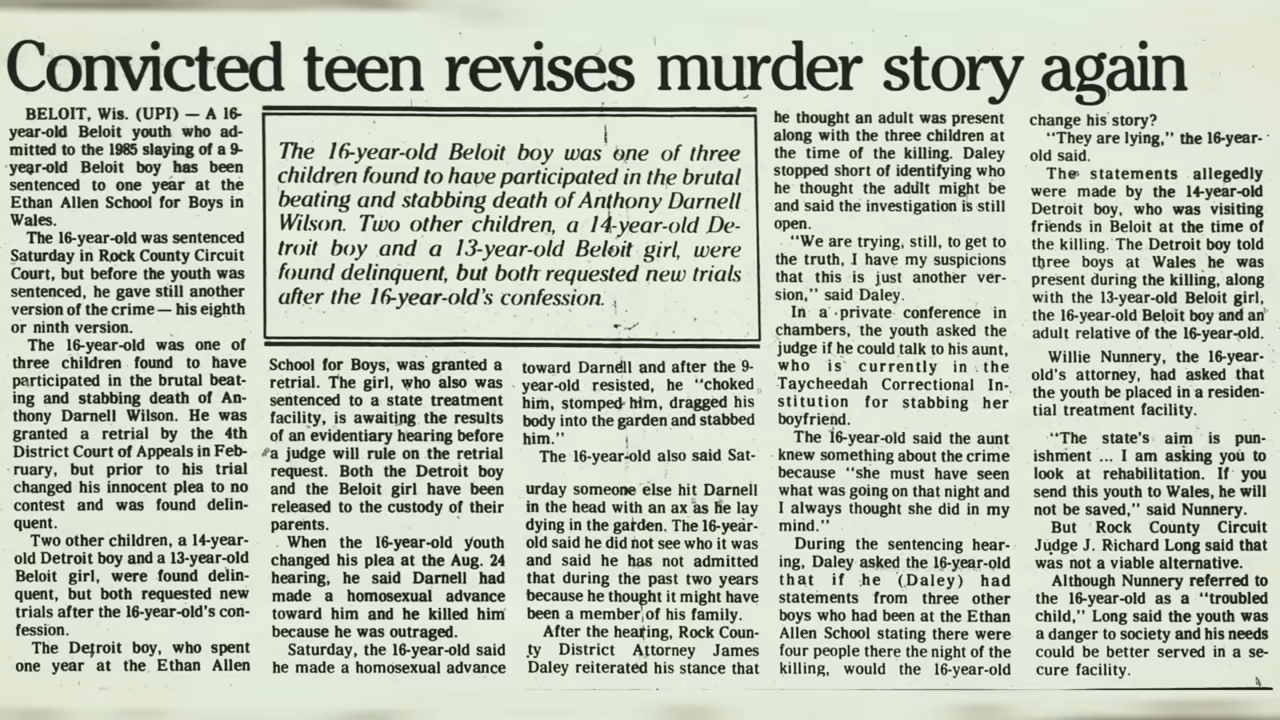 Convicted teen revises murder story again
BELOIT, Wis. (UPI) — A 16-
year-old Beloit youth who ad-
mitted to the 1985 slaying of a 9-
year-old Beloit boy has been
sentenced to one year at the
Ethan Allen School for Boys in
Wales.
The 16-year-old was sentenced
Saturday in Rock County Circuit
Court, but before the youth was
sentenced, he gave still another
version of the crime — his eighth
or ninth version.
The 16-year-old was one of
three children found to have
participated in the brutal beat-
ing and stabbing death of An-
thony Darnell Wilson. He was
granted a retrial by the 4th
District Court of Appeals in Feb-
ruary, but prior to his trial
changed his innocent plea to no
contest and was found delin-
quent.
Two other children, a 14-year-
old Detroit boy and a 13-year-old
Beloit girl, were found delin-
quent, but both requested new
trials after the 16-year-old's con-
fession.
The Detroit boy, who spent
one year at the Ethan Allen
The 16-year-old Beloit boy was one of three
children found to have participated in the brutal
beating and stabbing death of Anthony Darnell
Wilson. Two other children, a 14-year-old De-
troit boy and a 13-year-old Beloit girl, were
found delinquent, but both requested new trials
after the 16-year-old's confession.
School for Boys, was granted a
retrial. The girl, who also was
sentenced to a state treatment
facility, is awaiting the results
of an evidentiary hearing before
a judge will rule on the retrial
request. Both the Detroit boy
and the Beloit girl have been
released to the custody of their
parents.
When the 16-year-old youth
changed his plea at the Aug. 24
hearing, he said Darnell had
made a homosexual advance
toward him and he killed him
because he was outraged.
Saturday, the 16-year-old said
he made a homosexual advance
toward Darnell and after the 9-
year-old resisted, he "choked
him, stomped him, dragged his
body into the garden and stabbed
him."
The 16-year-old also said Sat-
urday someone else hit Darnell
in the head with an ax as he lay
dying in the garden. The 16-year-
old said he did not see who it was
and said he has not admitted
that during the past two years
because he thought it might have
been a member of his family.
After the hearing, Rock Coun-
ty District Attorney James
Daley reiterated his stance that
he thought an adult was present
along with the three children at
the time of the killing. Daley
stopped short of identifying who
he thought the adult might be
and said the investigation is still
open.
"We are trying, still, to get to
the truth, I have my suspicions
that this is just another ver-
sion," said Daley.
In a private conference in
chambers, the youth asked the
judge if he could talk to his aunt,
who is currently in the
Taycheedah Correctional In-
stitution for stabbing her
boyfriend.
The 16-year-old said the aunt
knew something about the crime
because "she must have seen
what was going on that night and
I always thought she did in my
mind."
During the sentencing hear-
ing, Daley asked the 16-year-old
that if he (Daley) had
statements from three other
boys who had been at the Ethan
Allen School stating there were
four people there the night of the
killing, would the 16-year-old
change his story?
"They are lying," the 16-year-
old said.
The statements allegedly
were made by the 14-year-old
Detroit boy, who was visiting
friends in Beloit at the time of
the killing. The Detroit boy told
three boys at Wales he was
present during the killing, along
with the 13-year-old Beloit girl,
the 16-year-old Beloit boy and an
adult relative of the 16-year-old.
Willie Nunnery, the 16-year-
old's attorney, had asked that
the youth be placed in a residen-
tial treatment facility.
"The state's aim is pun-
ishment ... I am asking you to
look at rehabilitation. If you
send this youth to Wales, he will
not be saved," said Nunnery.
But Rock County Circuit
Judge J. Richard Long said that
was not a viable alternative.
Although Nunnery referred to
the 16-year-old as a "troubled
child," Long said the youth was
a danger to society and his needs
could be better served in a se-
cure facility.